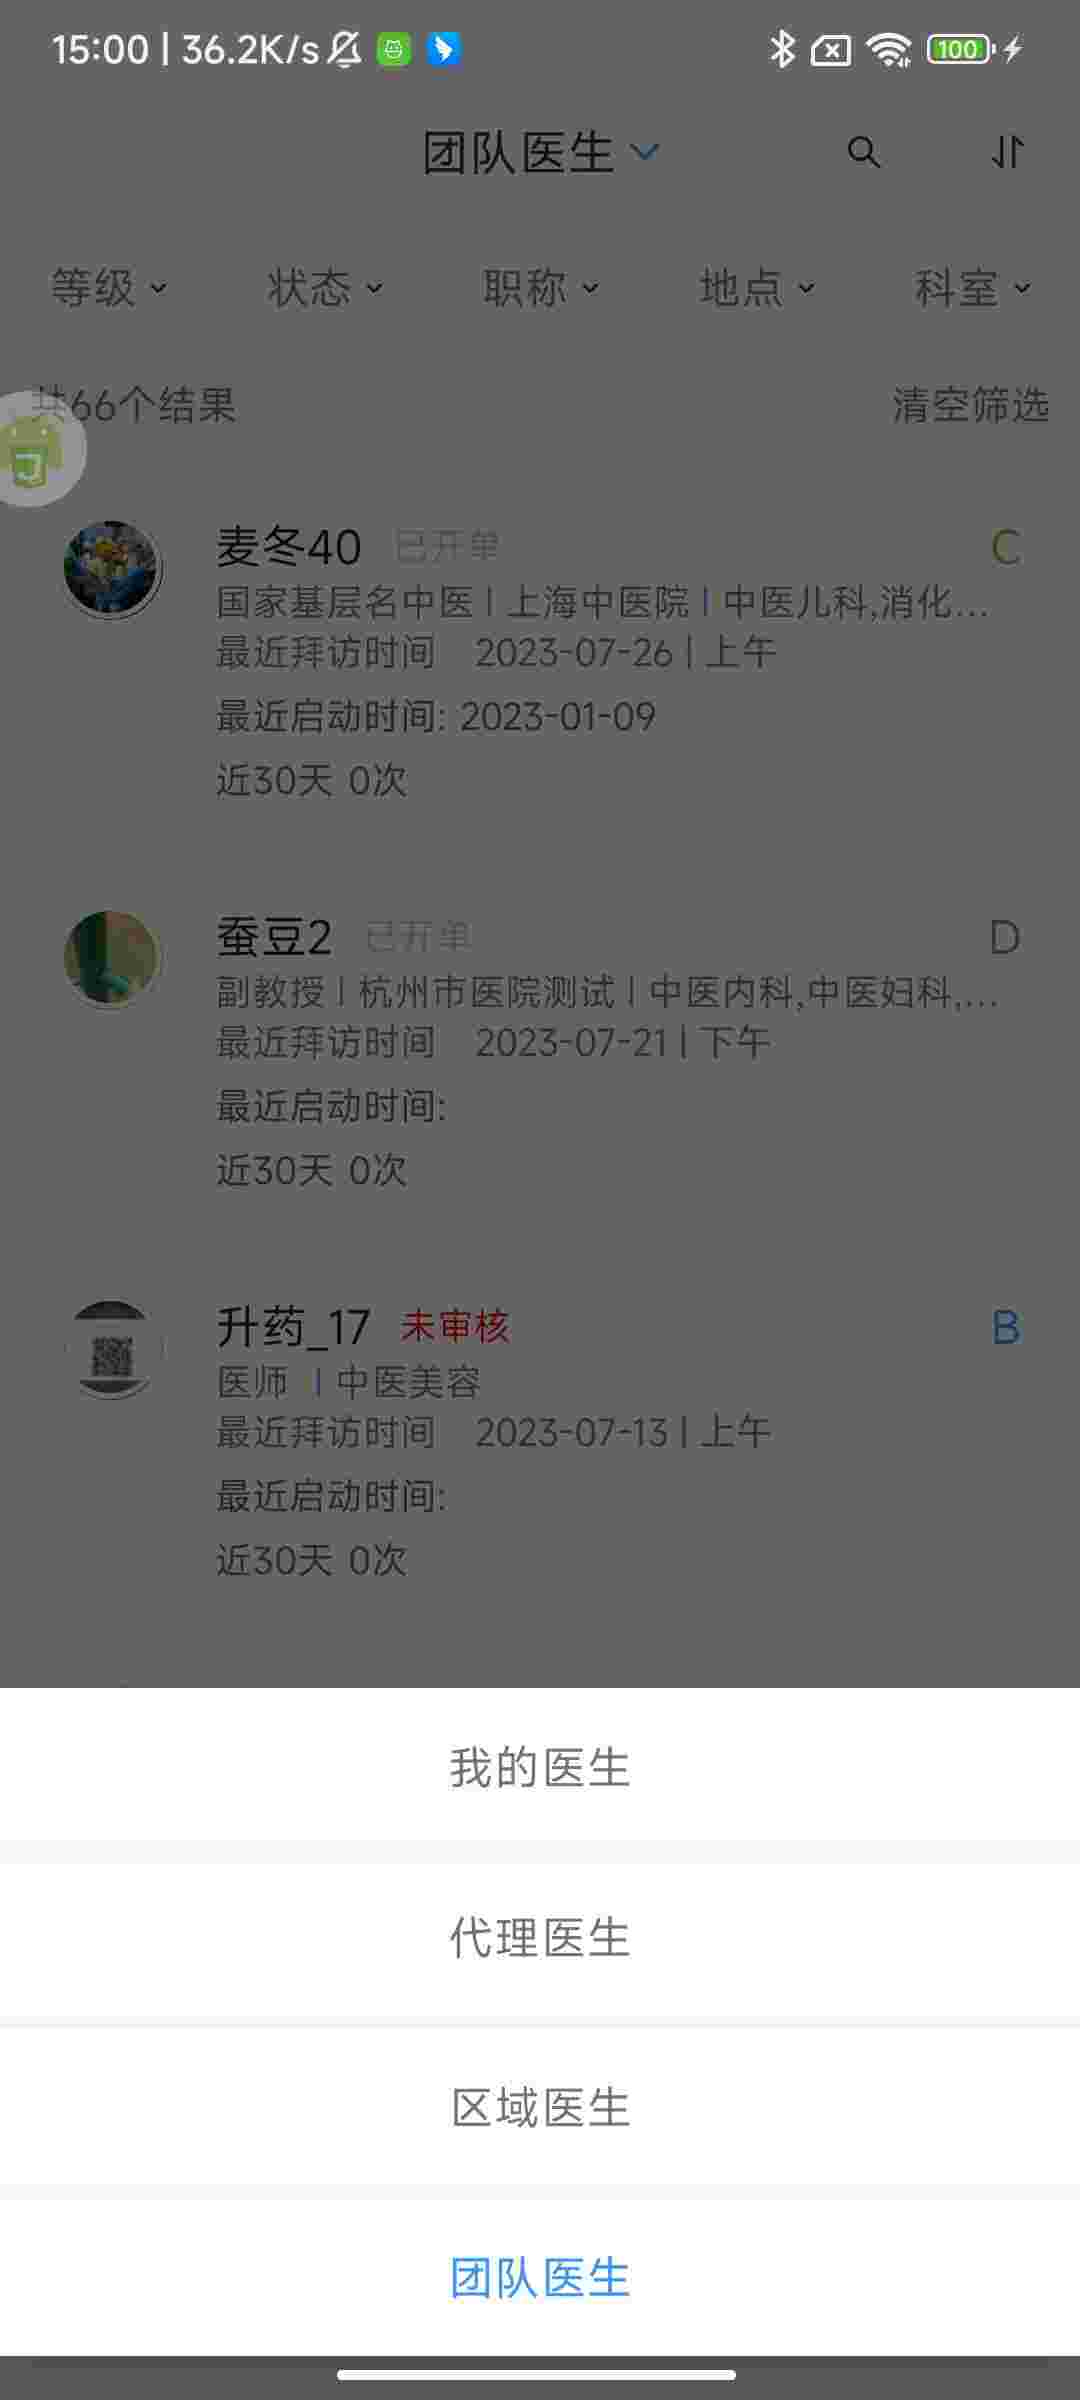 15:00 | 36.2K/s 100
团队医生
等级 状态 职称 地点 科室
共66个结果 清空筛选
麦冬40 已开单 C
国家基层名中医 | 上海中医院 | 中医儿科,消化...
最近拜访时间 2023-07-26 | 上午
最近启动时间: 2023-01-09
近30天 0次
蚕豆2 已开单 D
副教授 | 杭州市医院测试 | 中医内科,中医妇科,...
最近拜访时间 2023-07-21 | 下午
最近启动时间:
近30天 0次
升药_17 未审核 B
医师 | 中医美容
最近拜访时间 2023-07-13 | 上午
最近启动时间:
近30天 0次
我的医生
代理医生
区域医生
团队医生